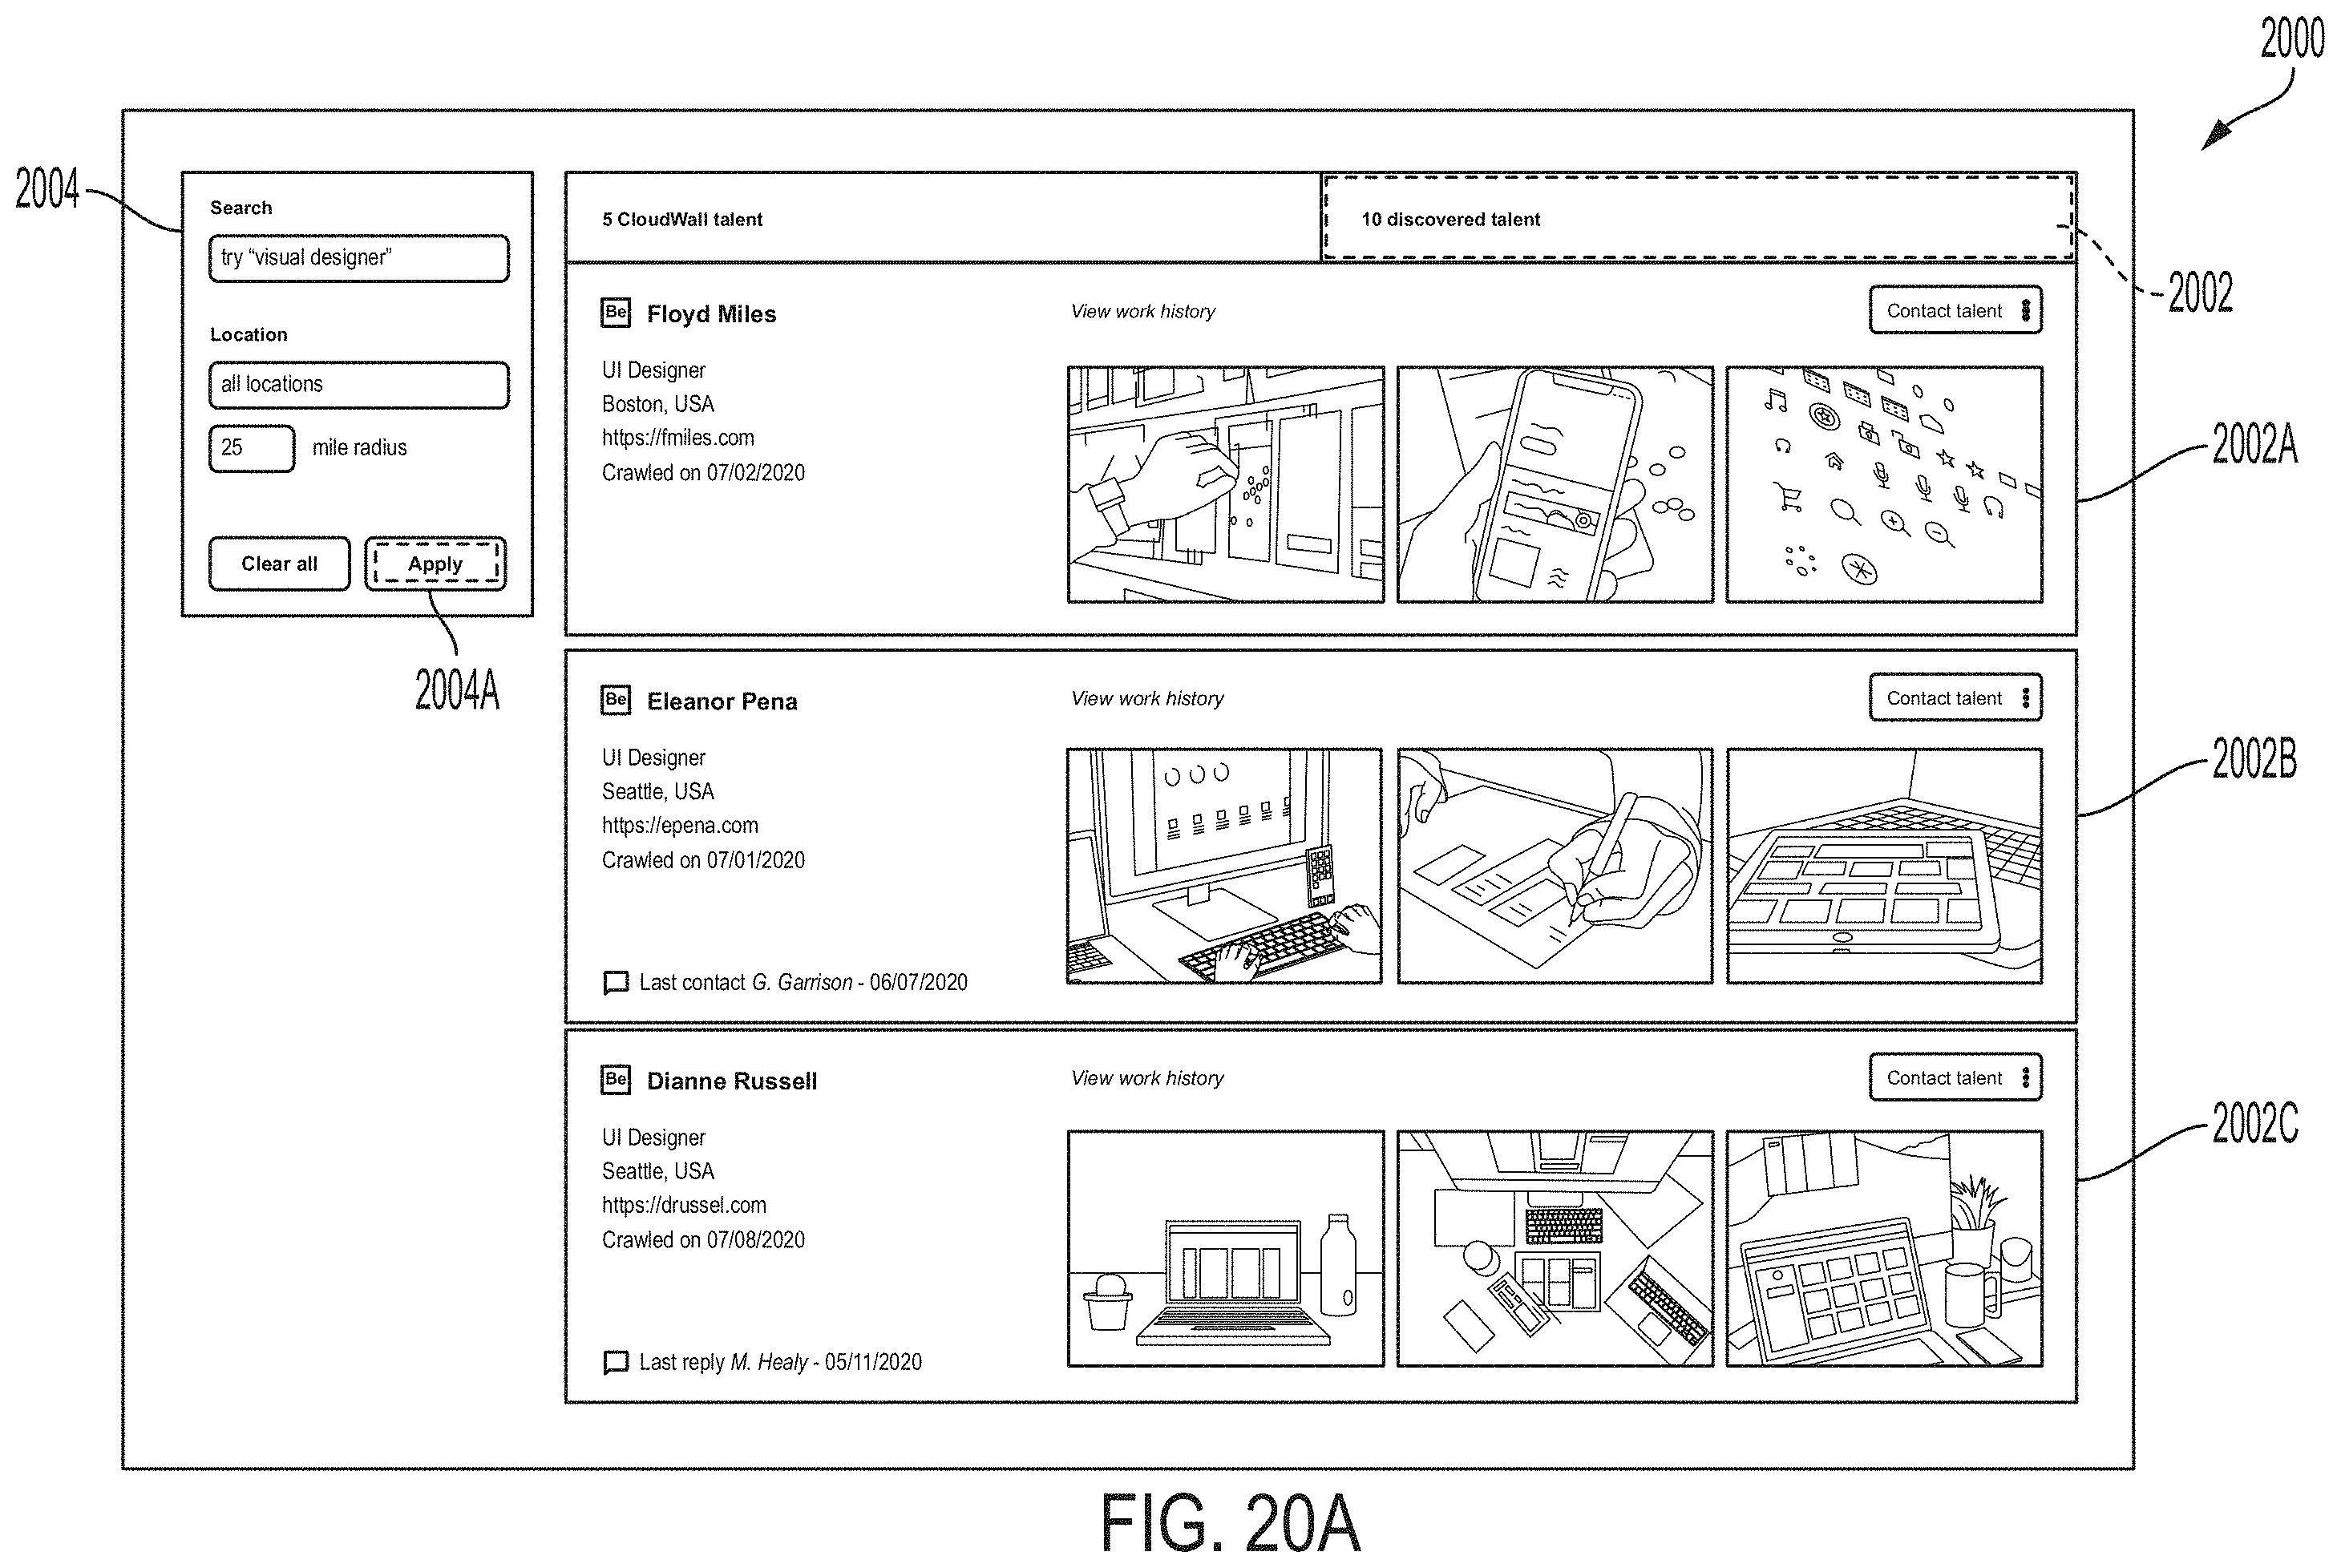 2000
2004
Search
try “visual designer”
Location
all locations
25 mile radius
Clear all
Apply
2004A
5 CloudWall talent
10 discovered talent
2002
Be Floyd Miles
View work history
Contact talent
UI Designer
Boston, USA
https://fmiles.com
Crawled on 07/02/2020
2002A
Be Eleanor Pena
View work history
Contact talent
UI Designer
Seattle, USA
https://epena.com
Crawled on 07/01/2020
Last contact G. Garrison - 06/07/2020
2002B
Be Dianne Russell
View work history
Contact talent
UI Designer
Seattle, USA
https://drussel.com
Crawled on 07/08/2020
Last reply M. Healy - 05/11/2020
2002C
FIG. 20A